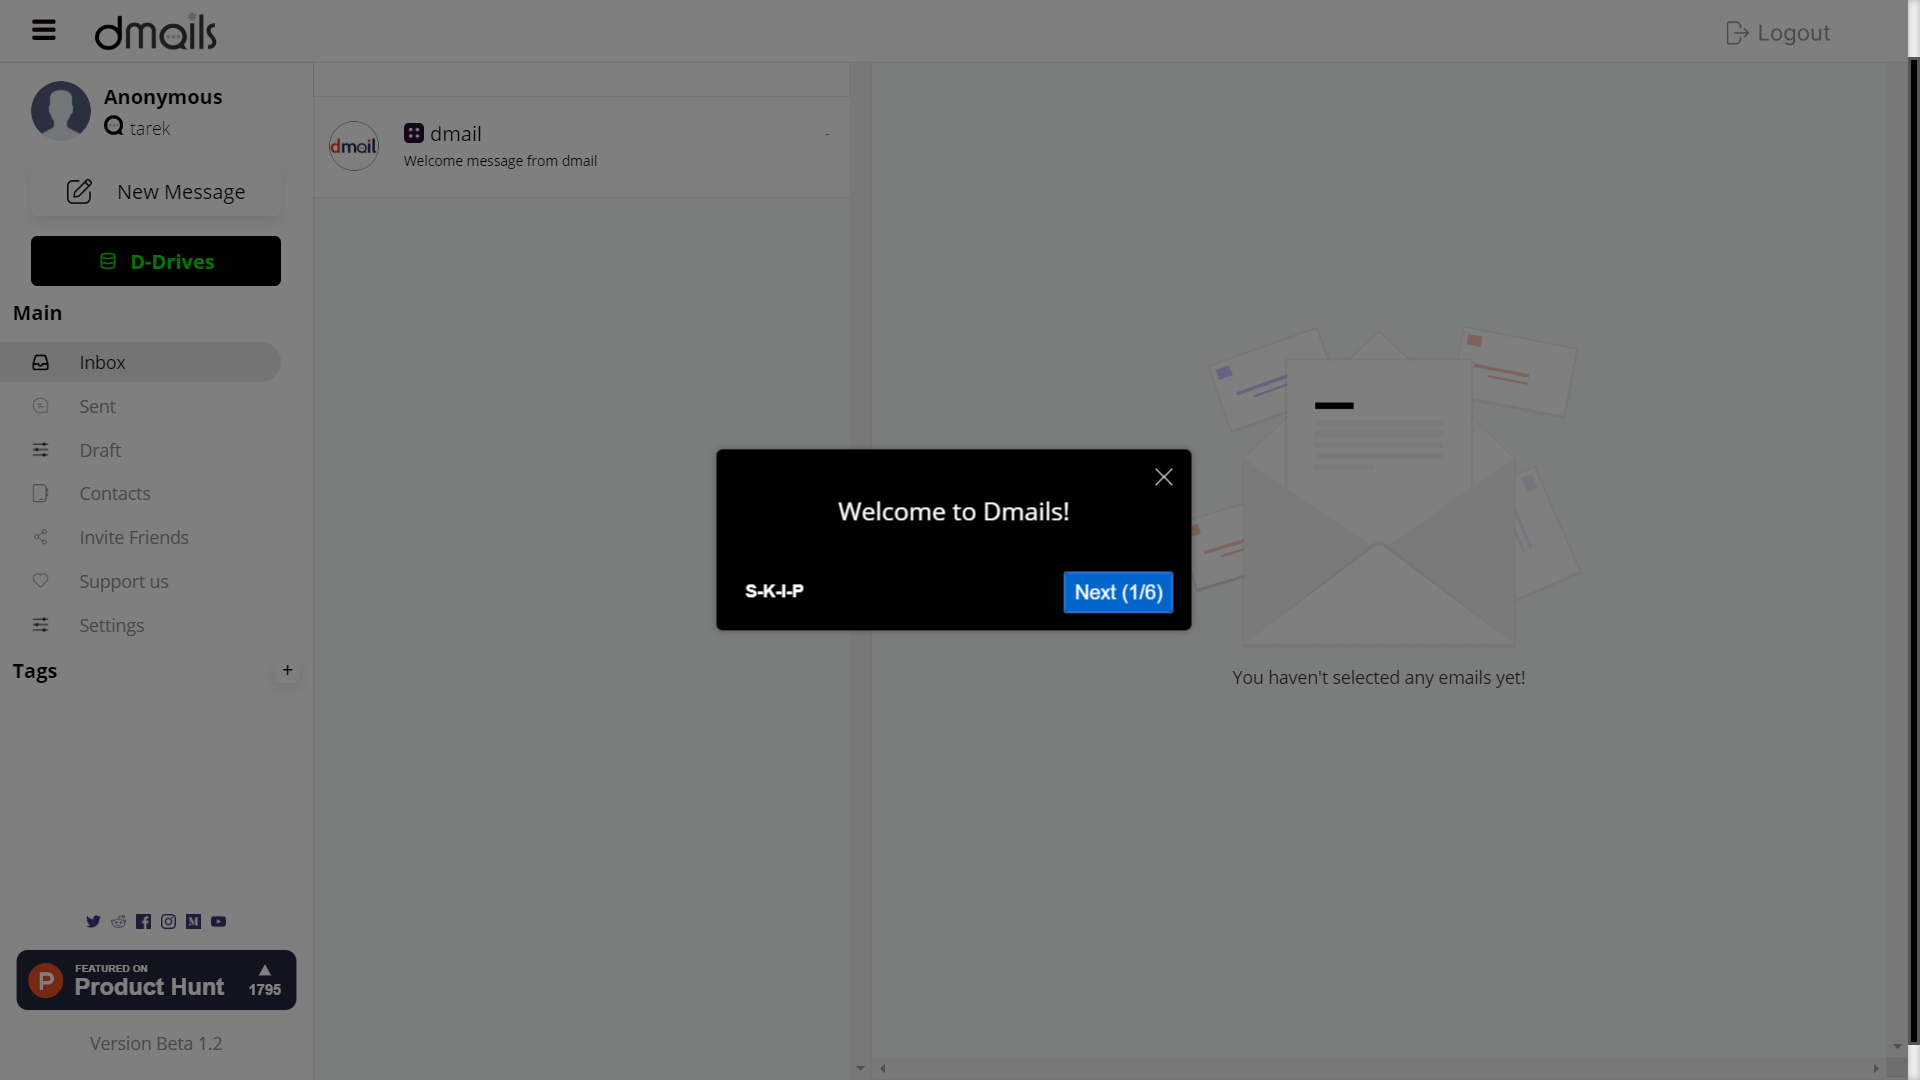 dmails
Logout
Anonymous
tarek
New Message
D-Drives
Main
Inbox
Sent
Draft
Contacts
Invite Friends
Support us
Settings
Tags
+
FEATURED ON
Product Hunt
1795
Version Beta 1.2
dmail
dmail
-
Welcome message from dmail
Welcome to Dmails!
S-K-I-P
Next (1/6)
You haven't selected any emails yet!